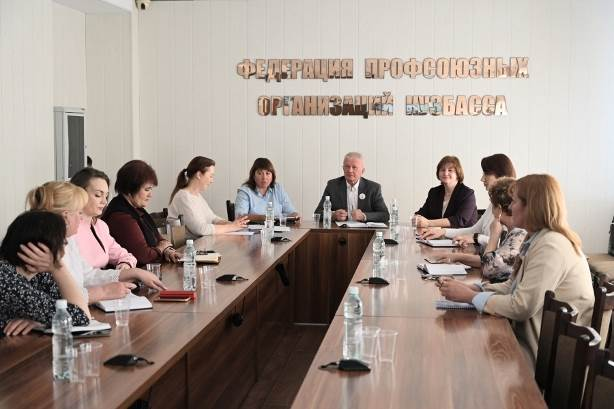 ФЕДЕРАЦИЯ ПРОФСОЮЗНЫХ
ОРГАНИЗАЦИЙ КУЗБАССА